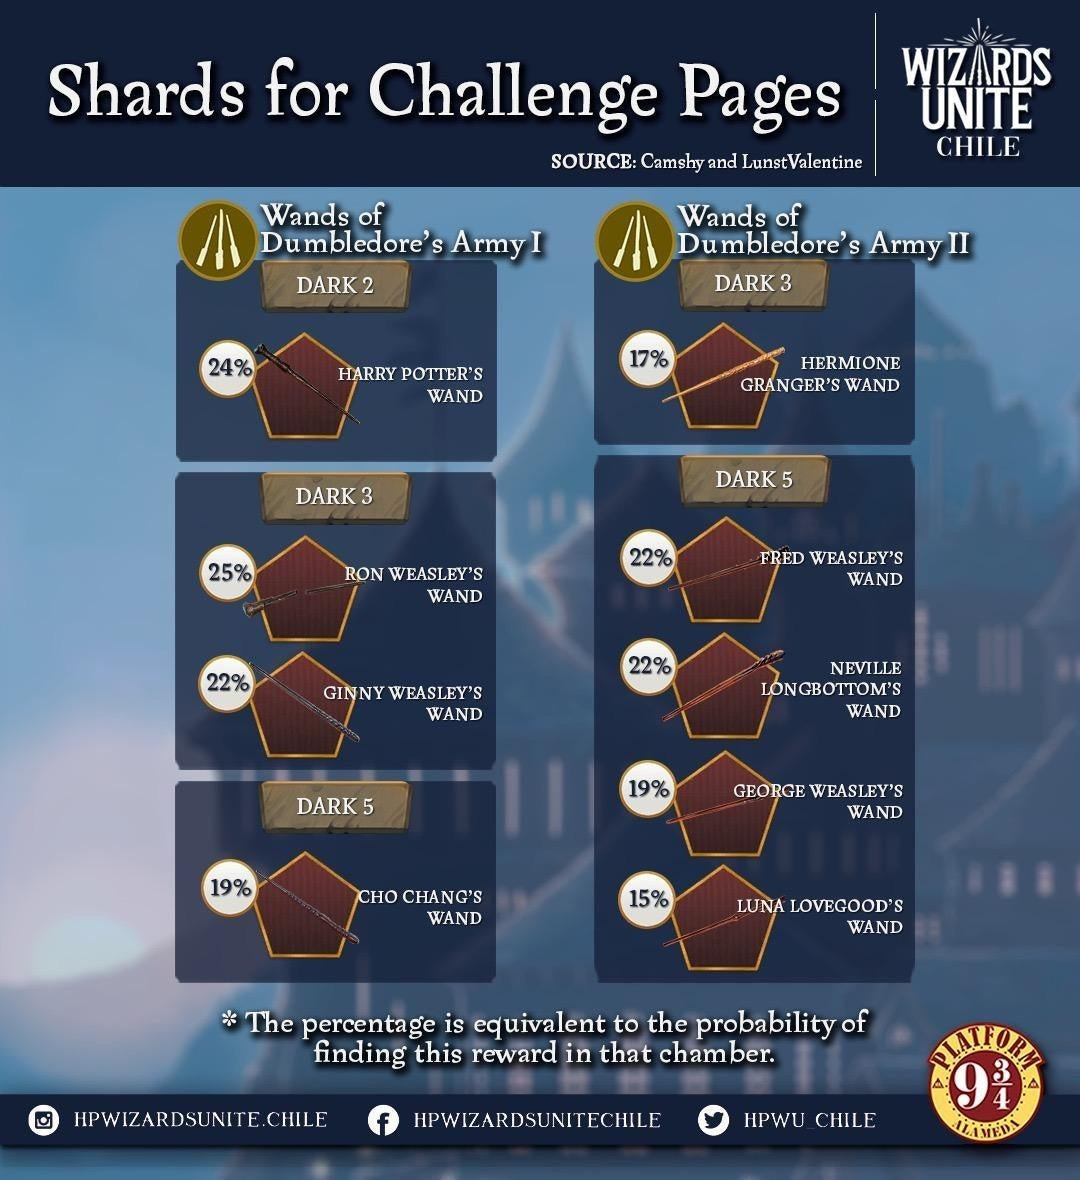 Shards for Challenge Pages
SOURCE: Camshy and LunstValentine
WIZARDS
UNITE
CHILE
Wands of
Dumbledore's Army I
DARK 2
24%
HARRY POTTER'S
WAND
DARK 3
25%
RON WEASLEY'S
WAND
22%
GINNY WEASLEY'S
WAND
DARK 5
19%
CHO CHANG'S
WAND
Wands of
Dumbledore's Army II
DARK 3
17%
HERMIONE
GRANGER'S WAND
DARK 5
22%
FRED WEASLEY'S
WAND
22%
NEVILLE
LONGBOTTOM'S
WAND
19%
GEORGE WEASLEY'S
WAND
15%
LUNA LOVEGOOD'S
WAND
* The percentage is equivalent to the probability of
finding this reward in that chamber.
PLATFORM
9 3/4
ALAMEDA
HPWIZARDSUNITE.CHILE
HPWIZARDSUNITECHILE
HPWU_CHILE